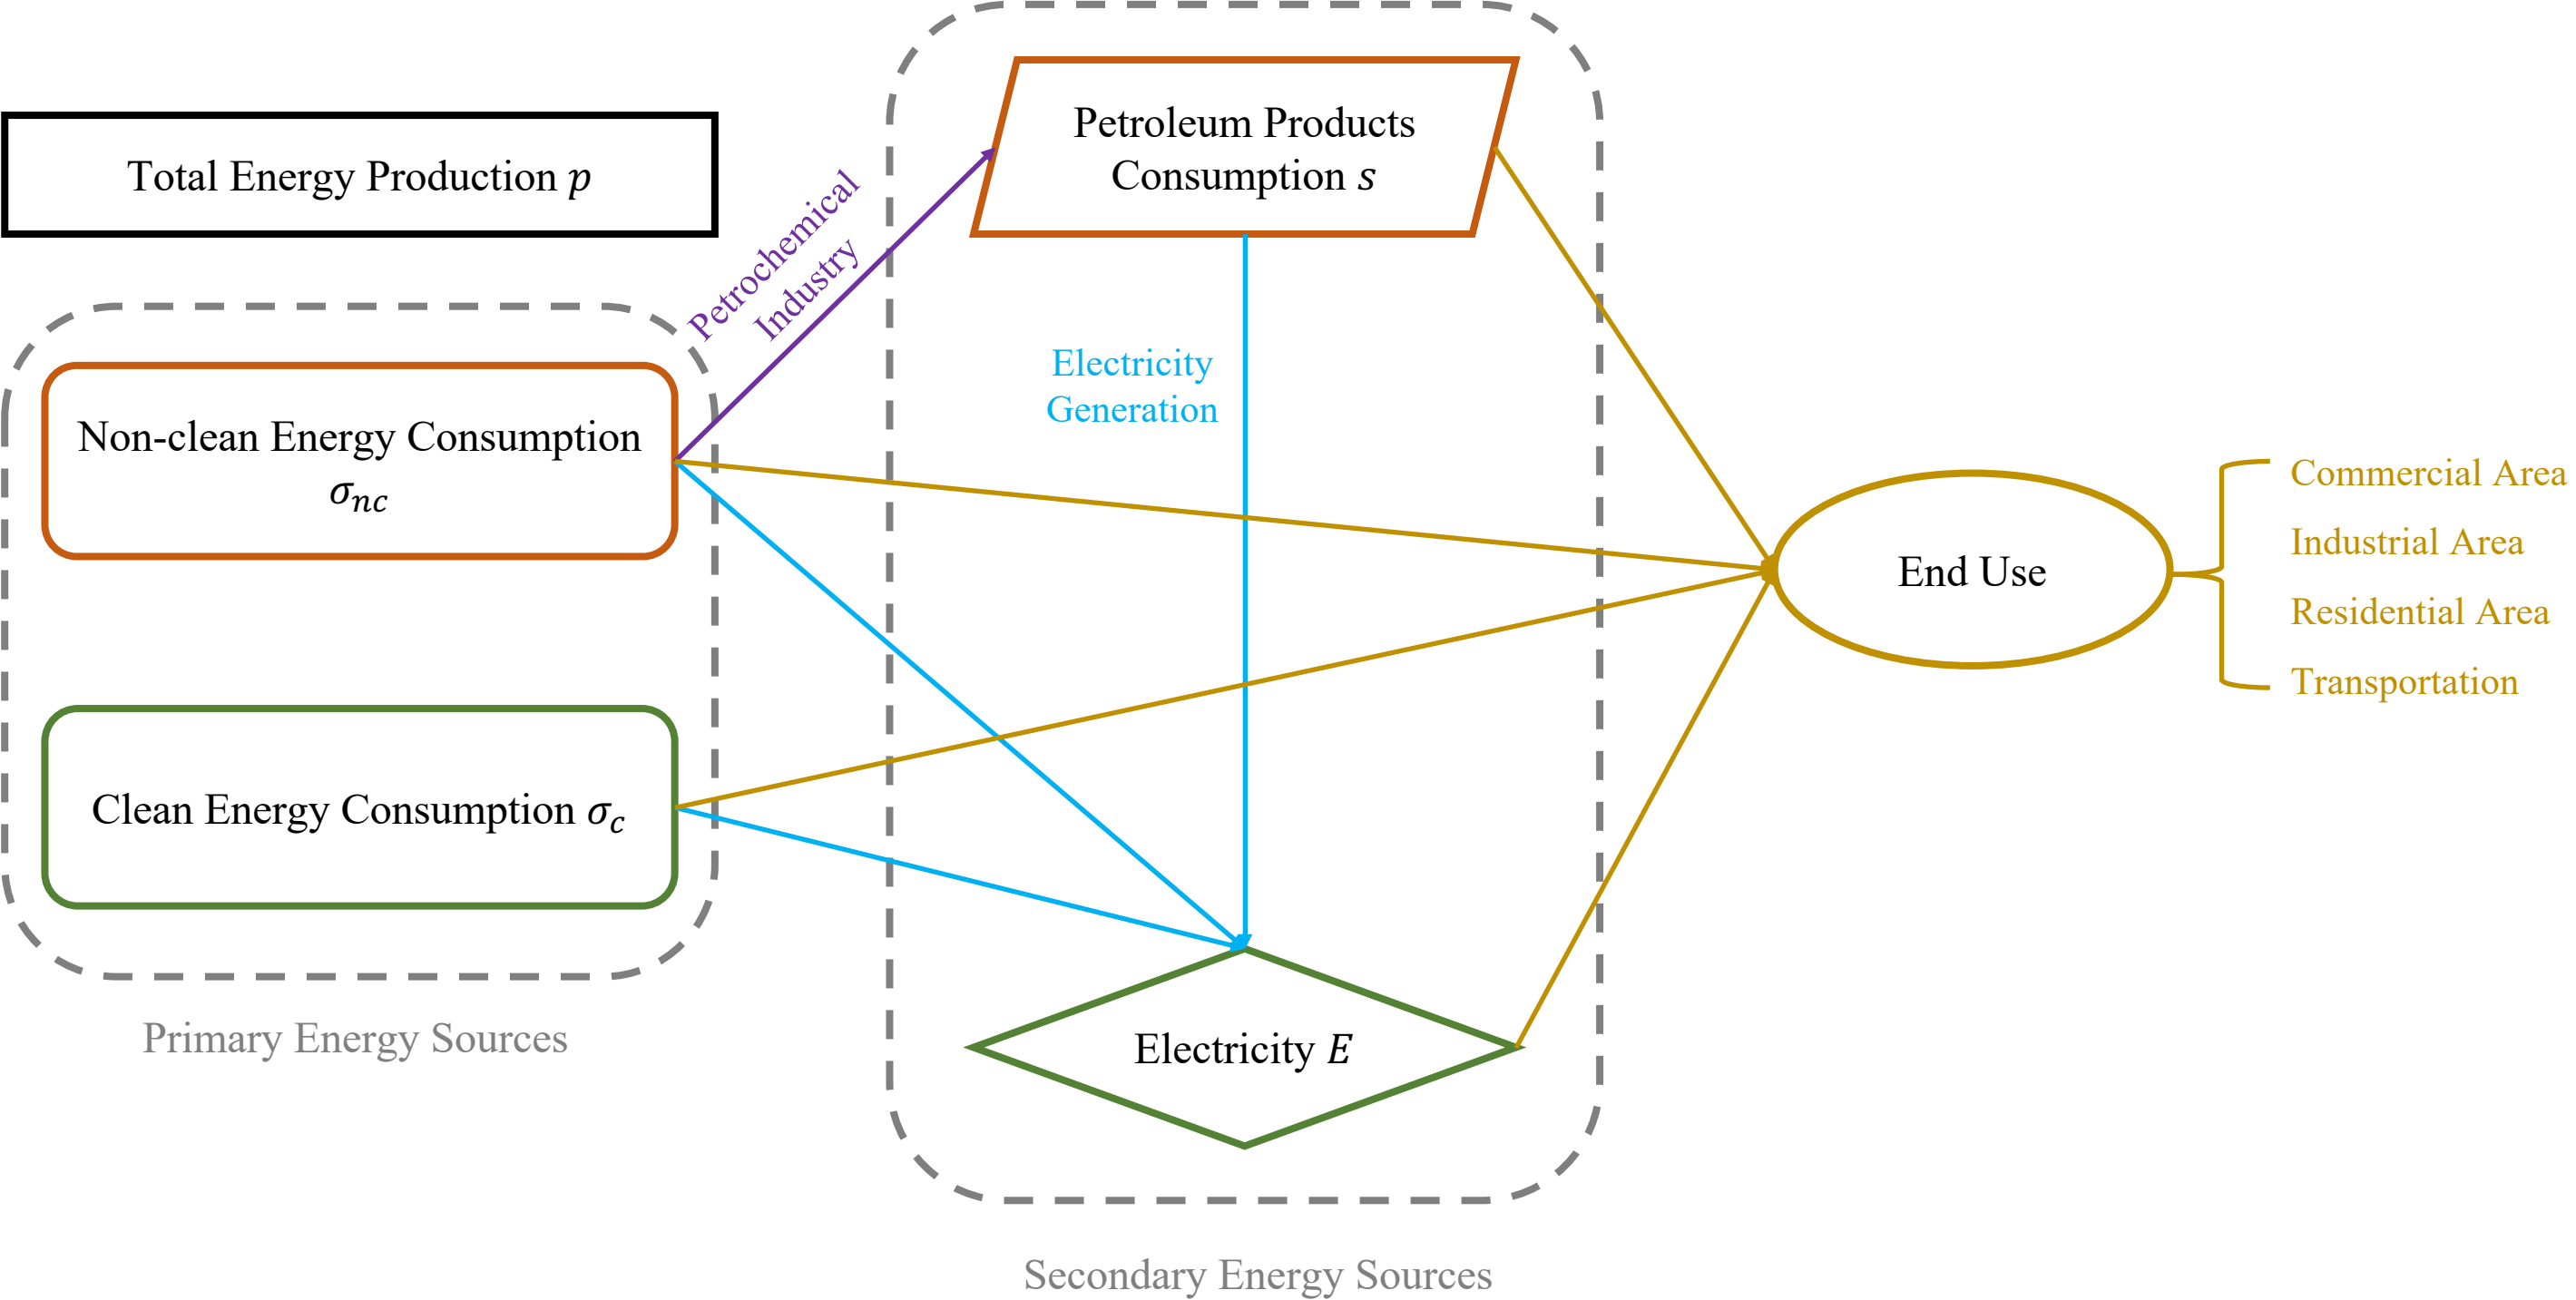 Total Energy Production p
Non-clean Energy Consumption
σnc
Clean Energy Consumption σc
Primary Energy Sources
Petrochemical
Industry
Petroleum Products
Consumption s
Electricity
Generation
Electricity E
Secondary Energy Sources
End Use
Commercial Area
Industrial Area
Residential Area
Transportation